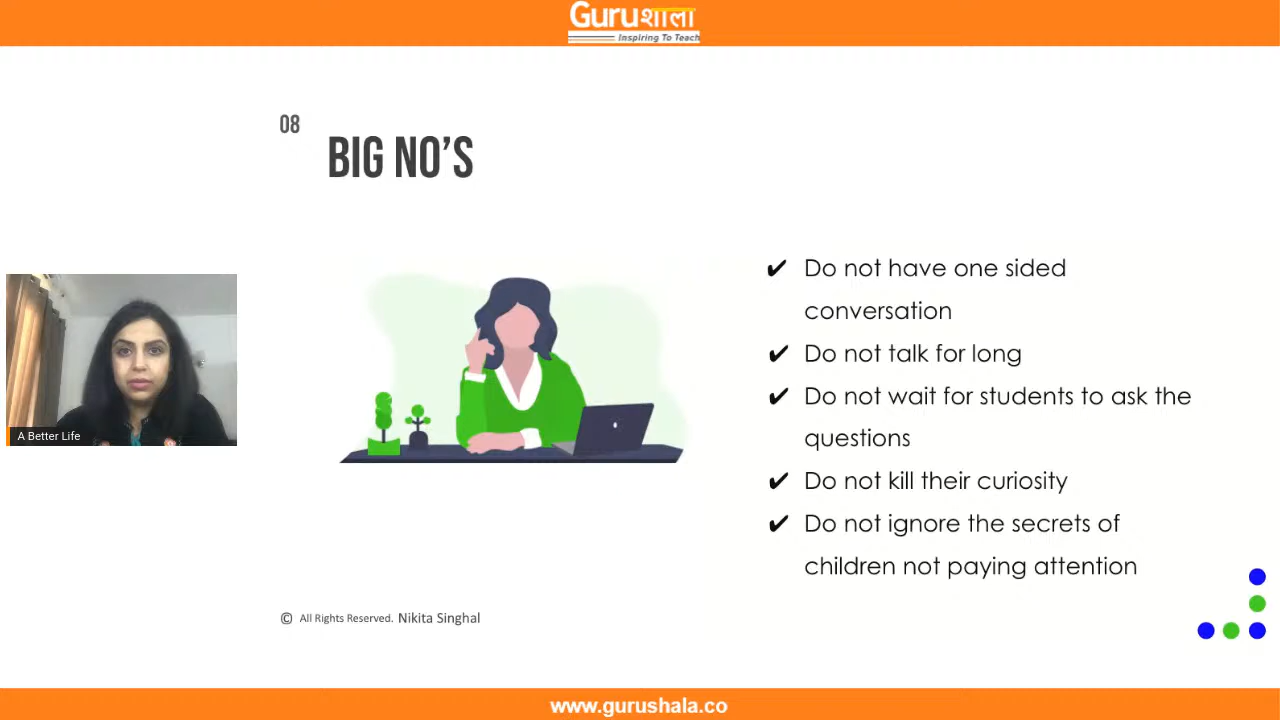 Guruशाला
Inspiring To Teach
08
BIG NO’S
✔ Do not have one sided
conversation
✔ Do not talk for long
✔ Do not wait for students to ask the
questions
✔ Do not kill their curiosity
✔ Do not ignore the secrets of
children not paying attention
A Better Life
© All Rights Reserved. Nikita Singhal
www.gurushala.co